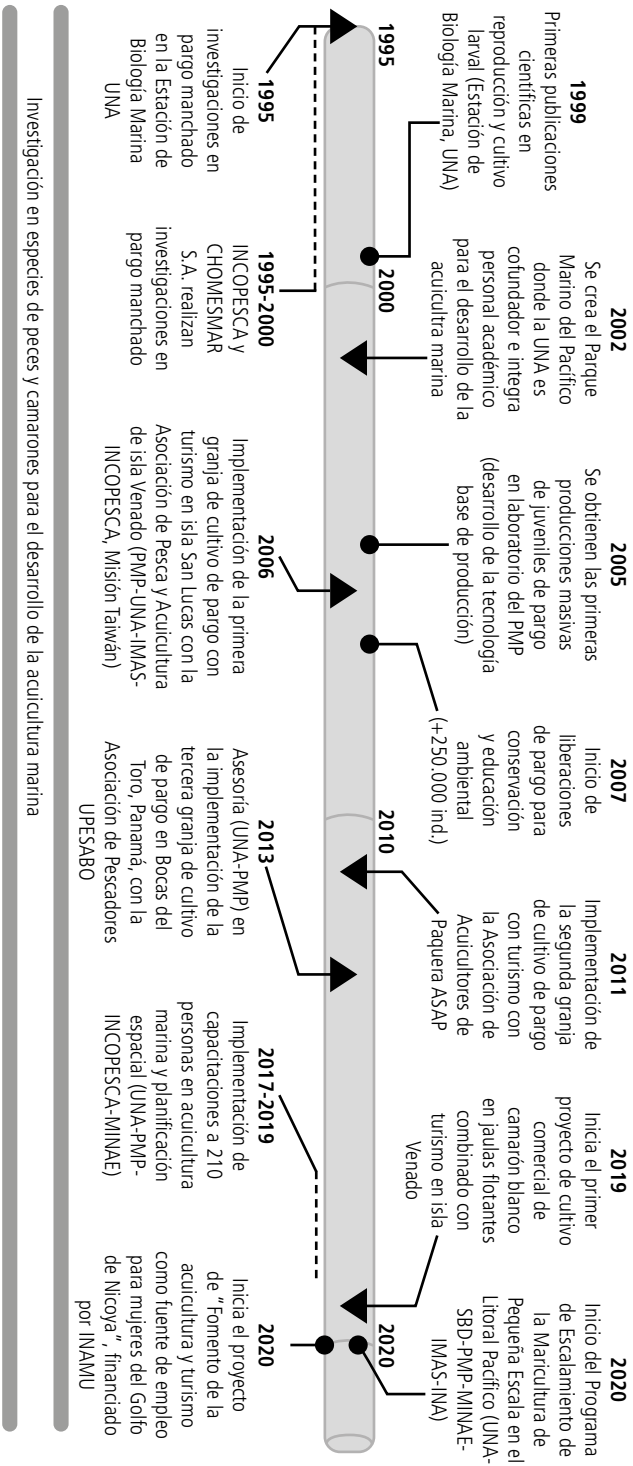 1999
Primeras publicaciones
científicas en
reproducción y cultivo
larval (Estación de
Biología Marina, UNA)
2002
Se crea el Parque
Marino del Pacífico
donde la UNA es
cofundador e integra
personal académico
para el desarrollo de la
acuicultra marina
2005
Se obtienen las primeras
producciones masivas
de juveniles de pargo
en laboratorio del PMP
(desarrollo de la tecnología
base de producción)
2007
Inicio de
liberaciones
de pargo para
conservación
y educación
ambiental
(+250.000 ind.)
2011
Implementación de
la segunda granja
de cultivo de pargo
con turismo con
la Asociación de
Acuicultores de
Paquera ASAP
2019
Inicia el primer
proyecto de cultivo
comercial de
camarón blanco
en jaulas flotantes
combinado con
turismo en isla
Venado
2020
Inicio del Programa
de Escalamiento de
la Maricultura de
Pequeña Escala en el
Litoral Pacífico (UNA-
SBD-PMP-MINAE-
IMAS-INA)
1995
2000
2010
2020
1995
Inicio de
investigaciones en
pargo manchado
en la Estación de
Biología Marina
UNA
1995-2000
INCOPESCA y
CHOMESMAR
S.A. realizan
investigaciones en
pargo manchado
2006
Implementación de la primera
granja de cultivo de pargo con
turismo en isla San Lucas con la
Asociación de Pesca y Acuicultura
de isla Venado (PMP-UNA-IMAS-
INCOPESCA, Misión Taiwán)
2013
Asesoría (UNA-PMP) en
la implementación de la
tercera granja de cultivo
de pargo en Bocas del
Toro, Panamá, con la
Asociación de Pescadores
UPESABO
2017-2019
Implementación de
capacitaciones a 210
personas en acuicultura
marina y planificación
espacial (UNA-PMP-
INCOPESCA-MINAE)
2020
Inicia el proyecto
de “Fomento de la
acuicultura y turismo
como fuente de empleo
para mujeres del Golfo
de Nicoya”, financiado
por INAMU
Investigación en especies de peces y camarones para el desarrollo de la acuicultura marina